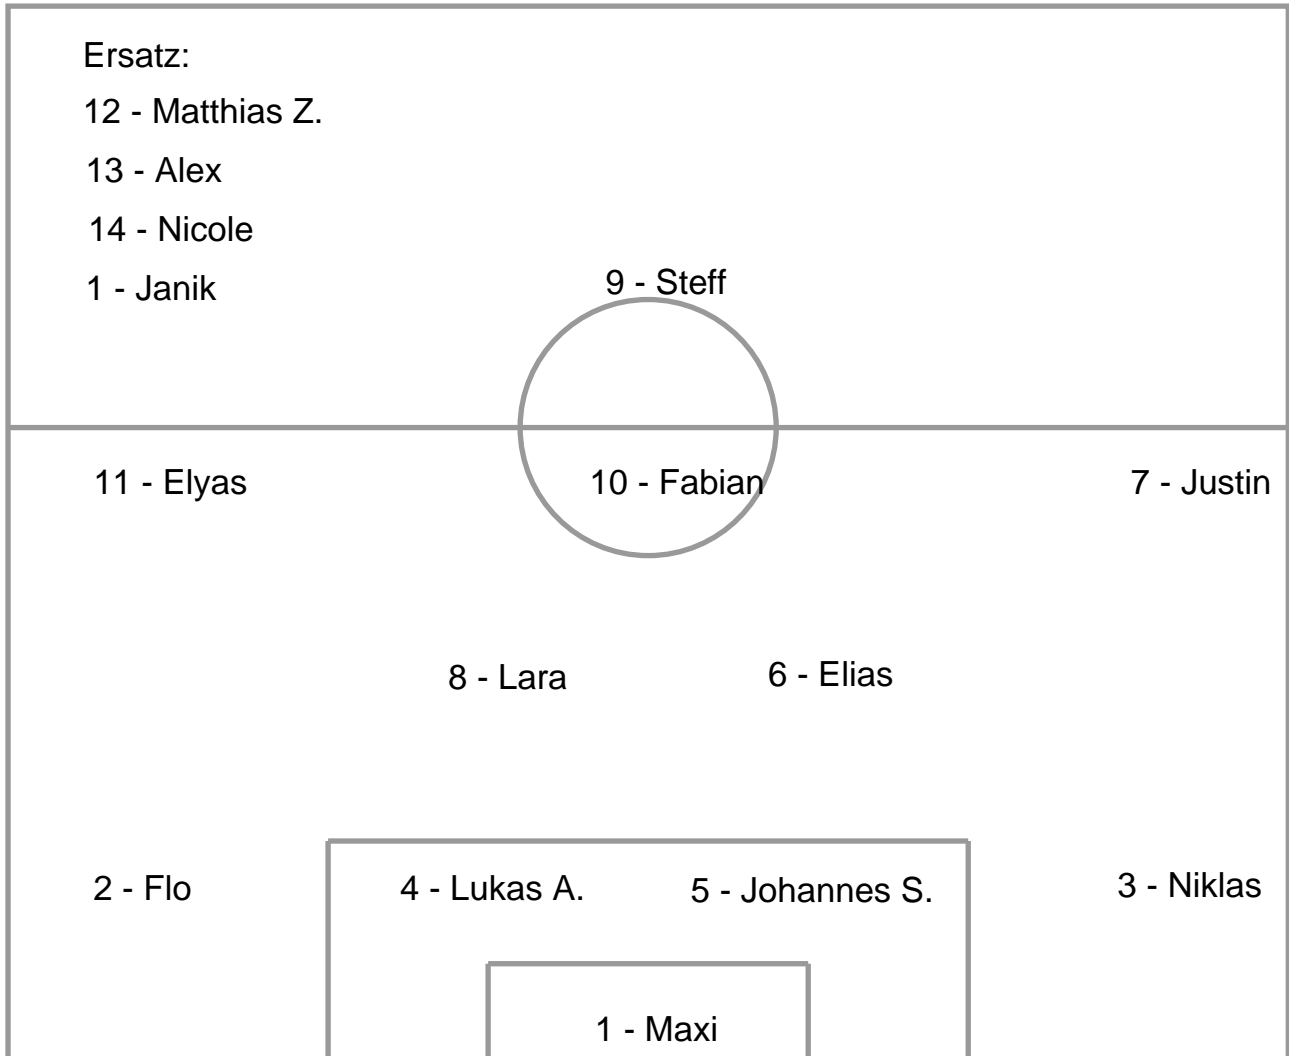 Ersatz:
12 - Matthias Z.
13 - Alex
14 - Nicole
1 - Janik
9 - Steff
11 - Elyas
10 - Fabian
7 - Justin
8 - Lara
6 - Elias
2 - Flo
4 - Lukas A.
5 - Johannes S.
3 - Niklas
1 - Maxi